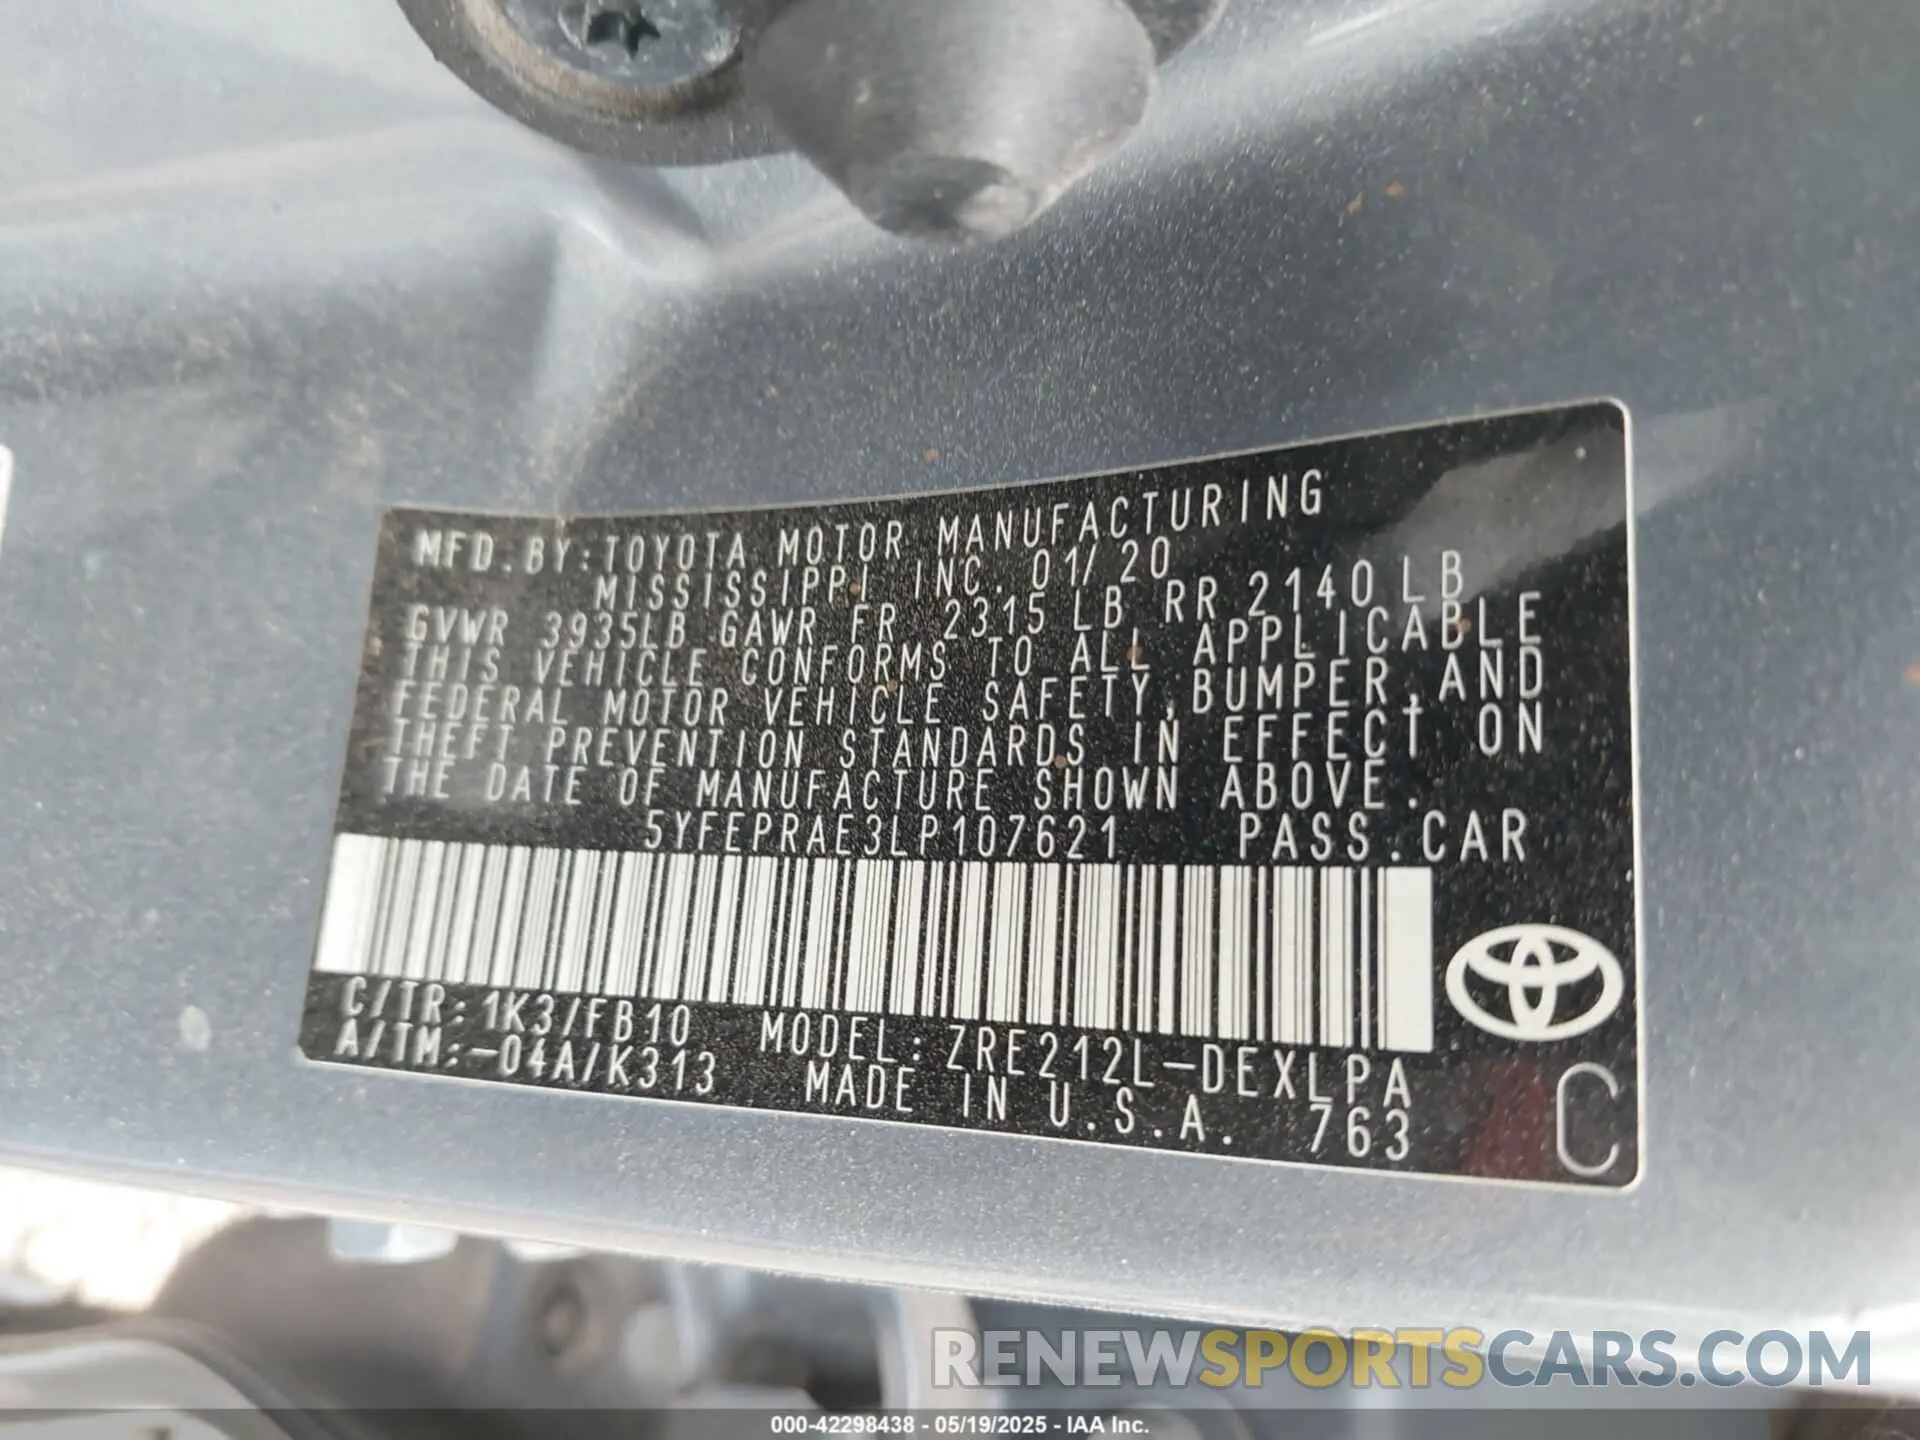 MFD.BY:TOYOTA MOTOR MANUFACTURING
MISSISSIPPI, INC. 01/20
GVWR 3935LB GAWR FR 2315 LB RR 2140 LB
THIS VEHICLE CONFORMS TO ALL APPLICABLE
FEDERAL MOTOR VEHICLE SAFETY,BUMPER,AND
THEFT PREVENTION STANDARDS IN EFFECT ON
THE DATE OF MANUFACTURE SHOWN ABOVE.
5YFEPRAE3LP107621 PASS.CAR
C/TR:1K3/FB10 MODEL:ZRE212L-DEXLPA
A/TM:-04A/K313 MADE IN U.S.A. 763
C
RENEWSPORTSCARS.COM
000-42298438 - 05/19/2025 - IAA Inc.